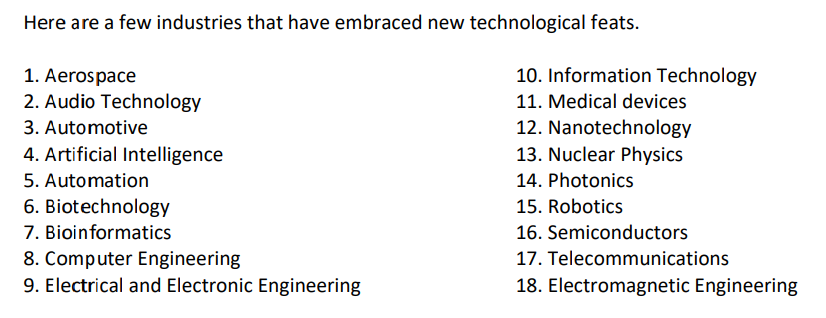 Here are a few industries that have embraced new technological feats.
1. Aerospace
2. Audio Technology
3. Automotive
4. Artificial Intelligence
5. Automation
6. Biotechnology
7. Bioinformatics
8. Computer Engineering
9. Electrical and Electronic Engineering
10. Information Technology
11. Medical devices
12. Nanotechnology
13. Nuclear Physics
14. Photonics
15. Robotics
16. Semiconductors
17. Telecommunications
18. Electromagnetic Engineering